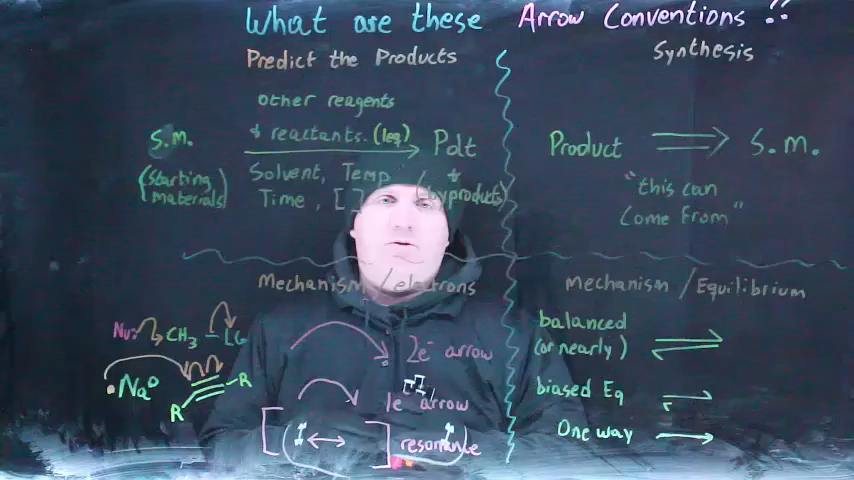 What are these Arrow Conventions ?!
Predict the Products
other reagents
& reactants. (1eq)
S.m.
Pdt
(Starting
materials)
Solvent, Temp
Time, [ ]
+
(byproduct)
Synthesis
Product ⟹ S.m.
"this can
Come From"
Mechanism / electrons
Nu: CH3 - LG
•Na⁰
R
R
2e⁻ arrow
1e⁻ arrow
[ ↔ ] resonance
Mechanism / Equilibrium
balanced
(or nearly)
biased Eq
One way